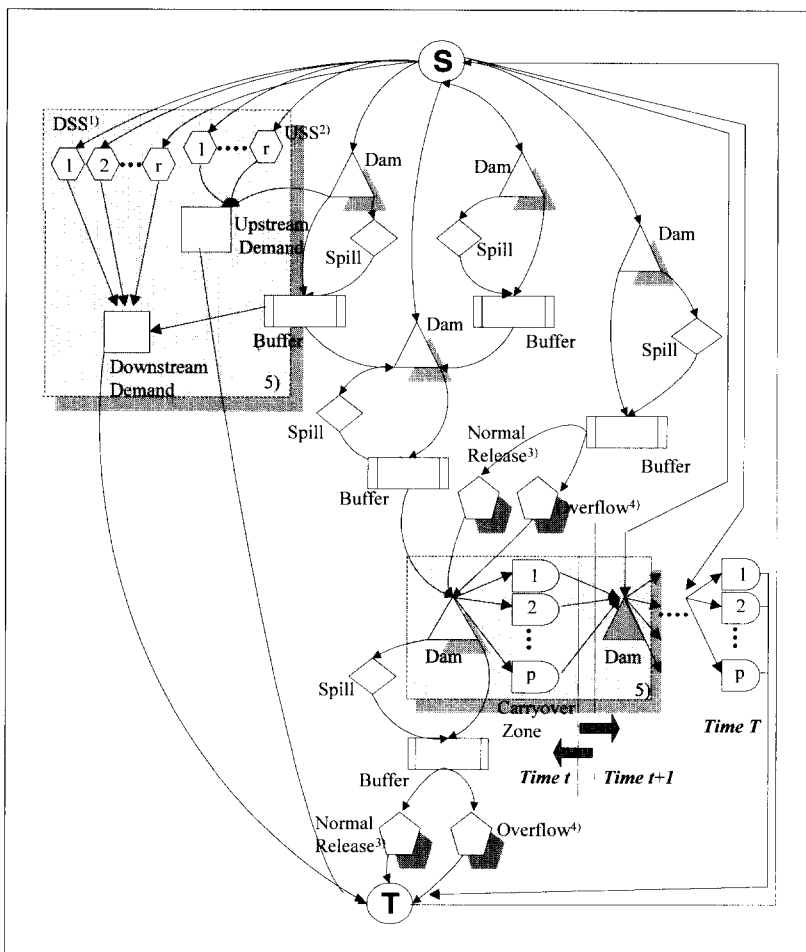 S
DSS1)
USS2)
1
2
r
1
r
Dam
Dam
Upstream
Demand
Spill
Spill
Dam
Spill
Buffer
Buffer
Dam
Downstream
Demand
5)
Spill
Normal
Release3)
Buffer
Buffer
Overflow4)
1
2
p
1
2
p
Dam
Dam
Spill
5)
Carryover
Zone
Time T
Buffer
Time t
Time t+1
Normal
Release3)
Overflow4)
T